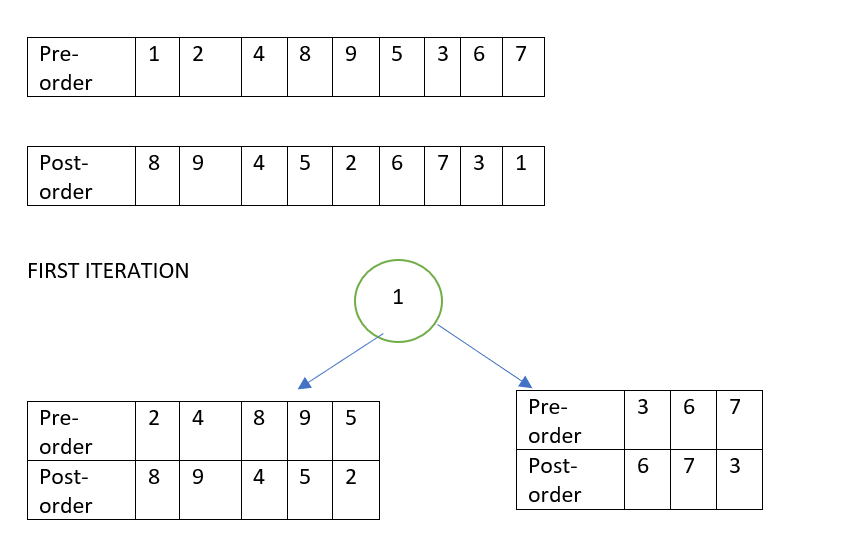 Pre- 1 2 4 8 9 5 3 6 7
order
Post- 8 9 4 5 2 6 7 3 1
order
FIRST ITERATION
1
Pre- 2 4 8 9 5
order
Post- 8 9 4 5 2
order
Pre- 3 6 7
order
Post- 6 7 3
order